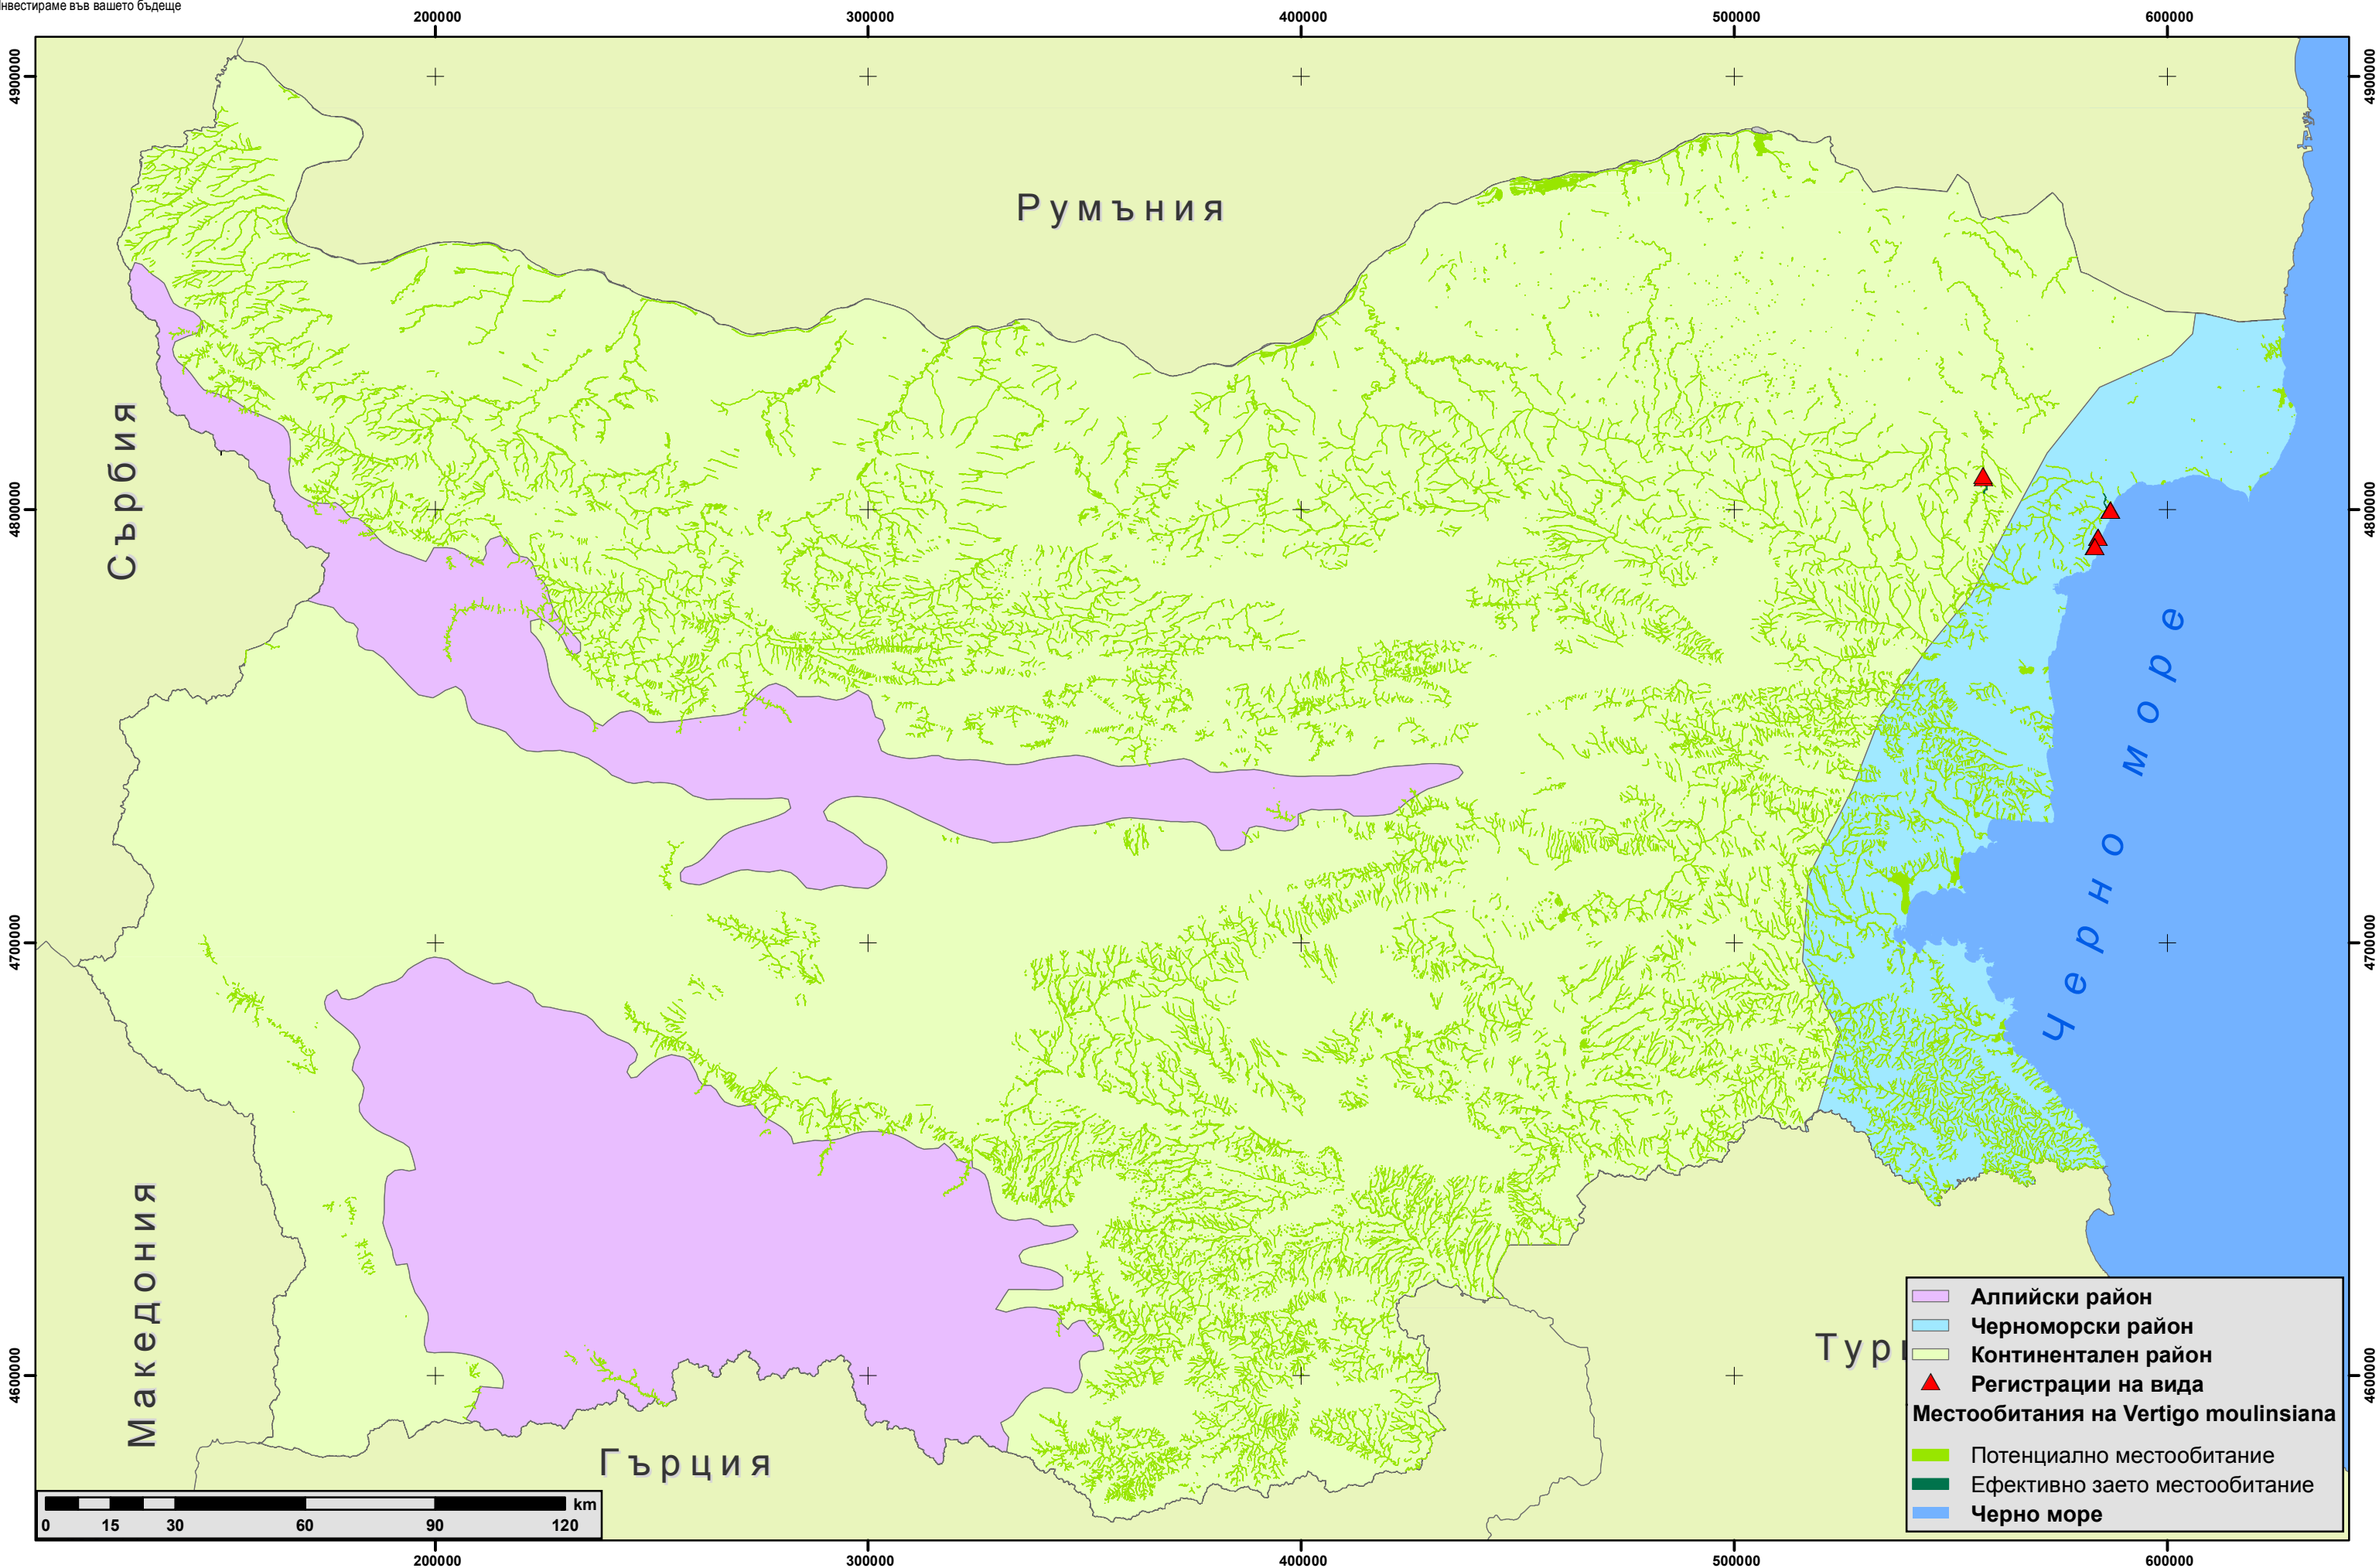 Инвестираме във вашето бъдеще
200000 300000 400000 500000 600000
4900000 4900000
Румъния
Сърбия
4800000 4800000
Черно море
4700000 4700000
Македония
4600000 4600000
Гърция
Алпийски район
Черноморски район
Континентален район
Регистрации на вида
Местообитания на Vertigo moulinsiana
Потенциално местообитание
Ефективно заето местообитание
Черно море
km
0 15 30 60 90 120
200000 300000 400000 500000 600000